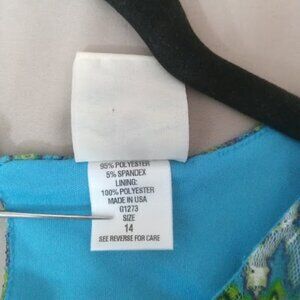 95% POLYESTER
5% SPANDEX
LINING:
100% POLYESTER
MADE IN USA
01273
SIZE
14
SEE REVERSE FOR CARE